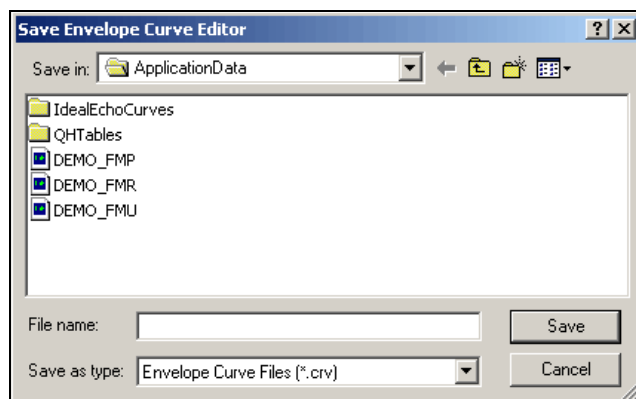 Save Envelope Curve Editor
Save in: ApplicationData
IdealEchoCurves
QHTables
DEMO_FMP
DEMO_FMR
DEMO_FMU
File name: Save
Save as type: Envelope Curve Files (*.crv) Cancel